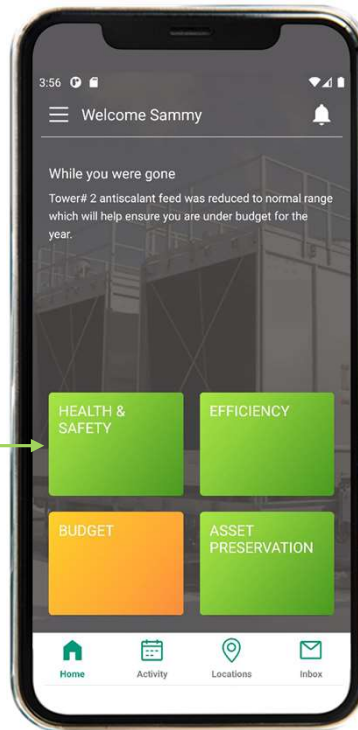 3:56
Welcome Sammy
While you were gone
Tower# 2 antiscalant feed was reduced to normal range
which will help ensure you are under budget for the
year.
HEALTH &
SAFETY
EFFICIENCY
BUDGET
ASSET
PRESERVATION
Home
Activity
Locations
Inbox